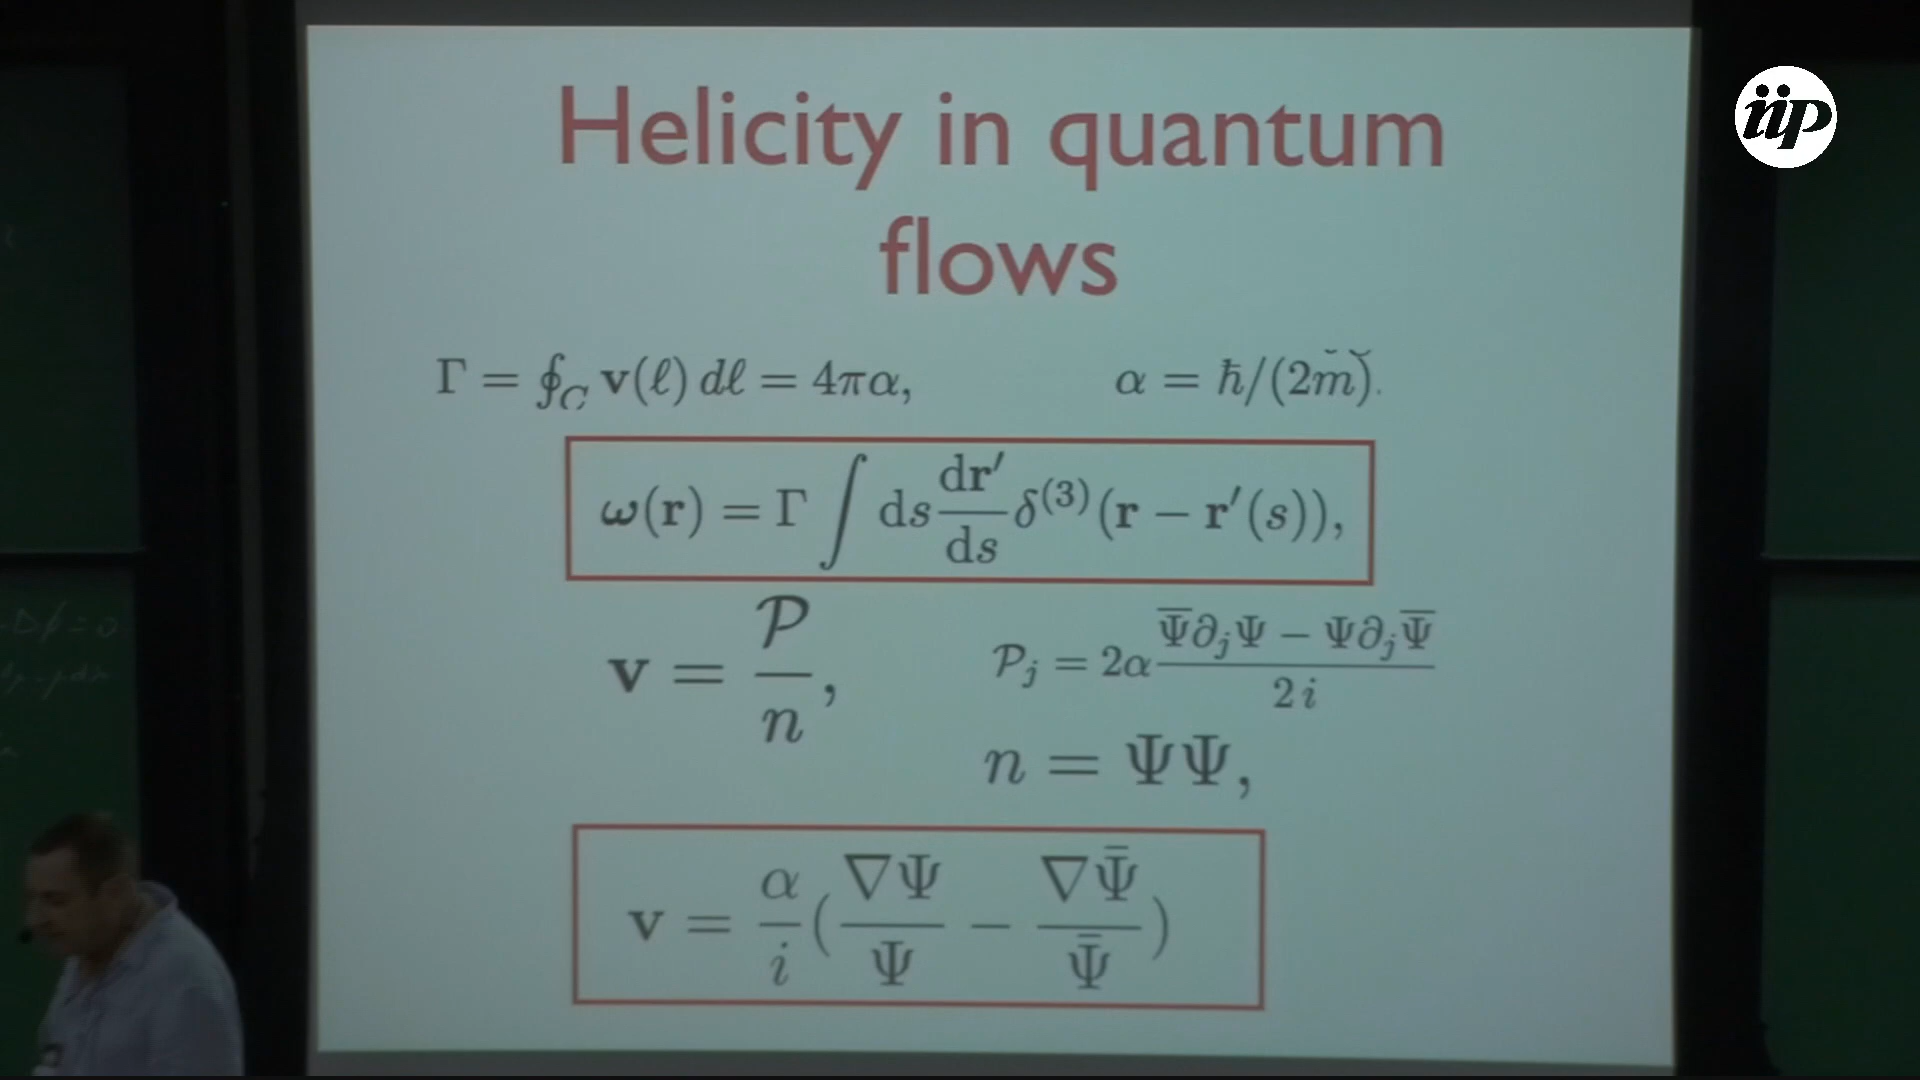 Helicity in quantum
flows
Γ = ∮_C v(ℓ) dℓ = 4πα, α = ħ/(2m).
ω(r) = Γ ∫ ds dr′/ds δ^(3)(r − r′(s)),
v = 𝒫/n, 𝒫_j = 2α (Ψ̅∂_jΨ − Ψ∂_jΨ̅)/(2i)
n = ΨΨ,
v = α/i (∇Ψ/Ψ − ∇Ψ̄/Ψ̄)
iip